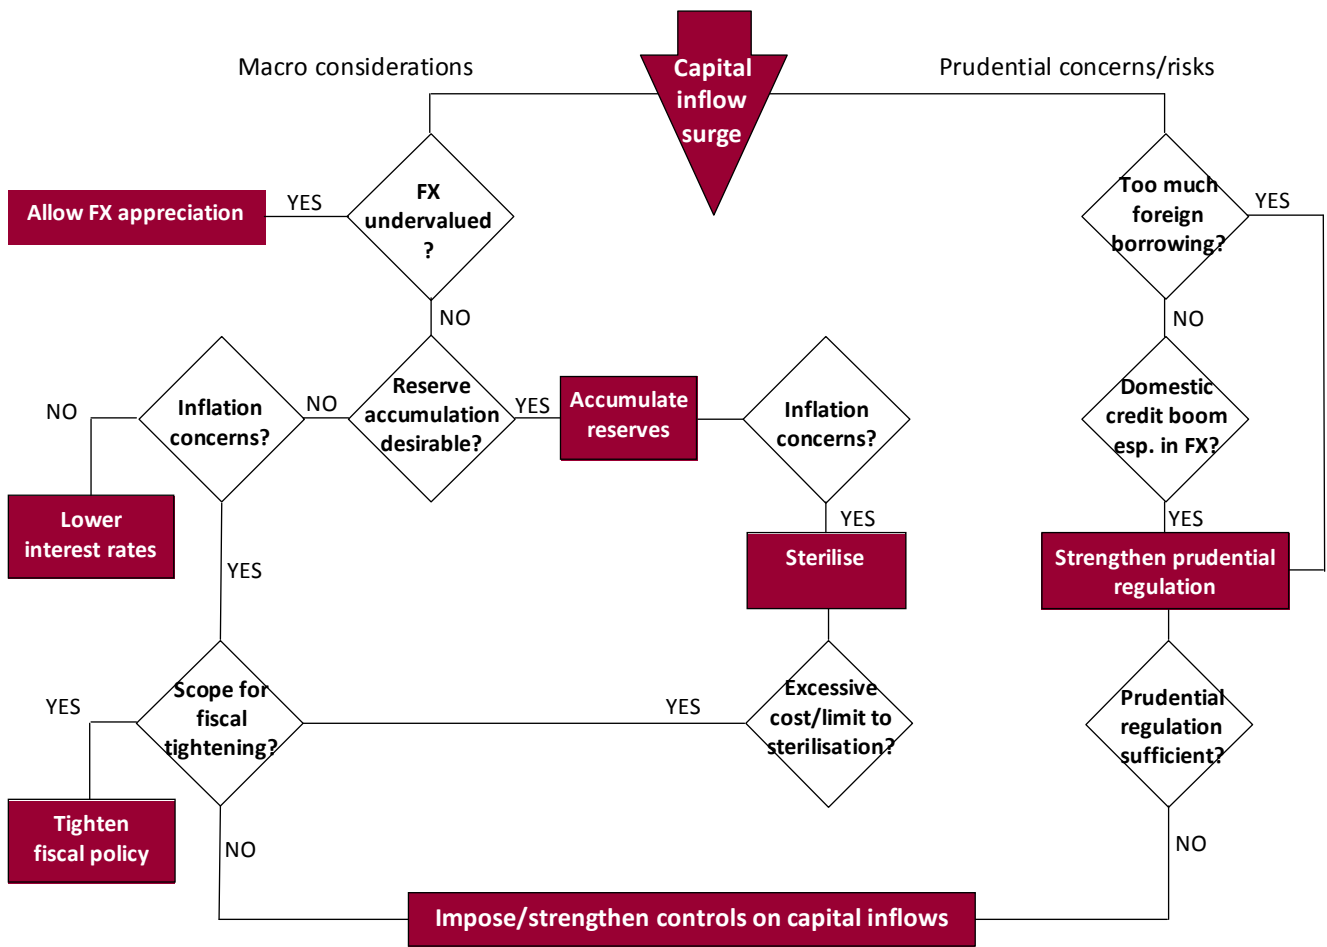 Macro considerations
Capital
inflow
surge
Prudential concerns/risks
Allow FX appreciation
YES
FX
undervalued
?
Too much
foreign
borrowing?
YES
NO
NO
NO
Inflation
concerns?
NO
Reserve
accumulation
desirable?
YES
Accumulate
reserves
Inflation
concerns?
Domestic
credit boom
esp. in FX?
YES
YES
Lower
interest rates
YES
Sterilise
Strengthen prudential
regulation
YES
Scope for
fiscal
tightening?
YES
Excessive
cost/limit to
sterilisation?
Prudential
regulation
sufficient?
Tighten
fiscal policy
NO
NO
Impose/strengthen controls on capital inflows